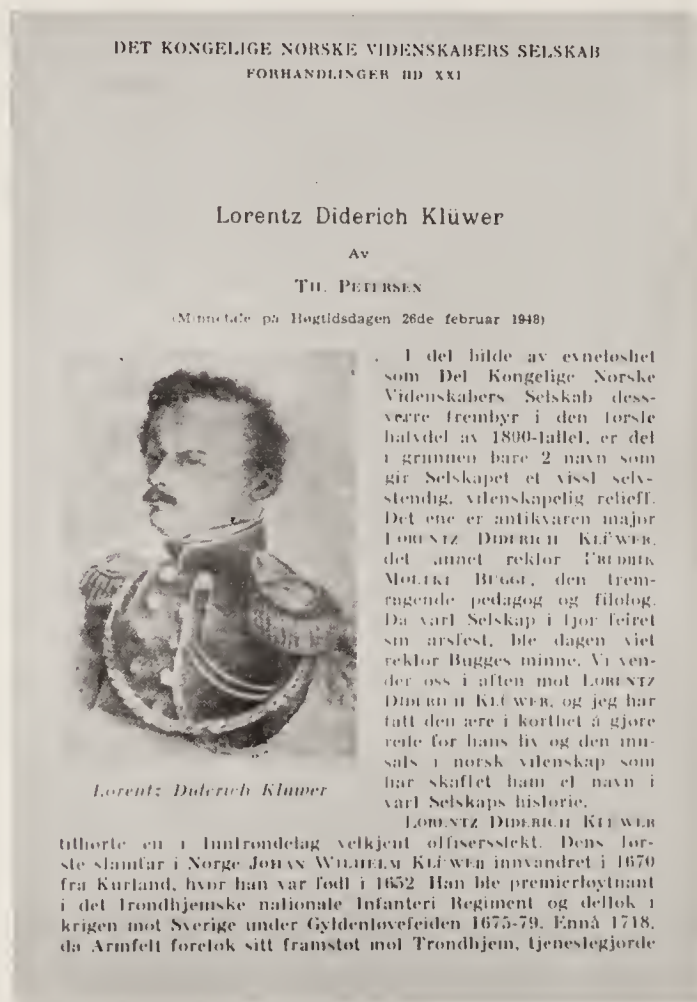 DET KONGELIGE NORSKE VIDENSKABERS SELSKAB
FORHANDLINGER BD XXI
Lorentz Diderich Klüwer
Av
TH. PETERSEN
(Minnetale på Høgtidsdagen 26de februar 1948)
I det bilde av evneløshet
som Det Kongelige Norske
Videnskabers Selskab dess-
verre frembyr i den første
halvdel av 1800-tallet, er det
i grunnen bare 2 navn som
gir Selskapet et visst selv-
stendig, vitenskapelig relieff.
Det ene er antikvaren major
LORENTZ DIDERICH KLÜWER,
det annet rektor FREDRIK
MOLTKE BUGGE, den frem-
ragende pedagog og filolog.
Da vårt Selskap i fjor feiret
sin årsfest, ble dagen viet
rektor Bugges minne. Vi ven-
der oss i aften mot LORENTZ
DIDERICH KLÜWER, og jeg har
fått den ære i korthet å gjøre
rede for hans liv og den inn-
sats i norsk vitenskap som
har skaffet ham et navn i
vårt Selskaps historie.
Lorentz Diderich Kluwer
LORENTZ DIDERICH KLÜWER
tilhørte en i Inntrøndelag velkjent offisersslekt. Dens før-
ste stamfar i Norge JOHAN WILHELM KLÜWER innvandret i 1670
fra Kurland, hvor han var født i 1652. Han ble premierløytnant
i det Trondhjemske nationale Infanteri Regiment og deltok i
krigen mot Sverige under Gyldenløvefeiden 1675-79. Ennå 1718,
da Armfelt foretok sitt framstøt mot Trondhjem, tjenestegjorde